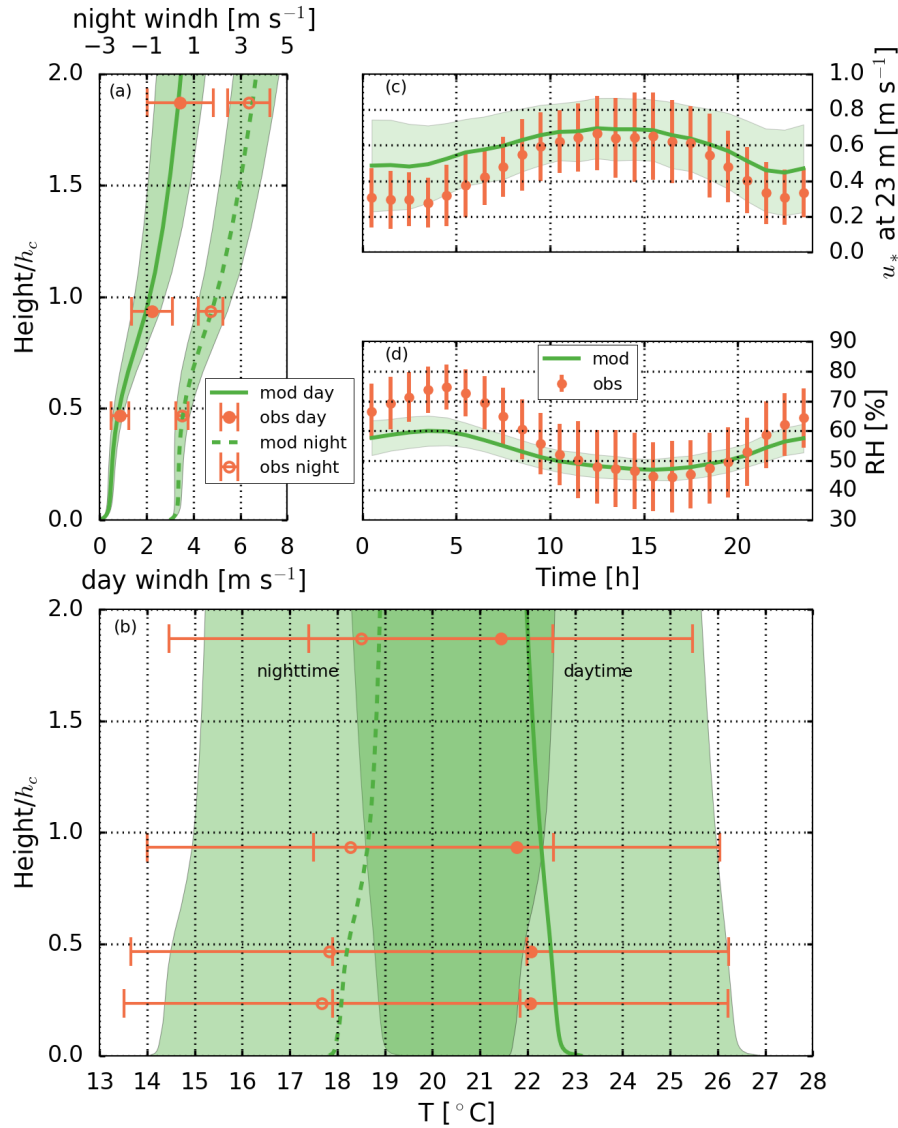 night windh [m s⁻¹]
−3 −1 1 3 5
(a)
2.0
1.5
1.0
0.5
0.0
Height/h_c
0 2 4 6 8
day windh [m s⁻¹]
mod day
obs day
mod night
obs night
(c)
1.0
0.8
0.6
0.4
0.2
0.0
u_* at 23 m [m s⁻¹]
(d)
mod
obs
90
80
70
60
50
40
30
RH [%]
0 5 10 15 20
Time [h]
(b)
2.0
1.5
1.0
0.5
0.0
Height/h_c
nighttime
daytime
13 14 15 16 17 18 19 20 21 22 23 24 25 26 27 28
T [°C]